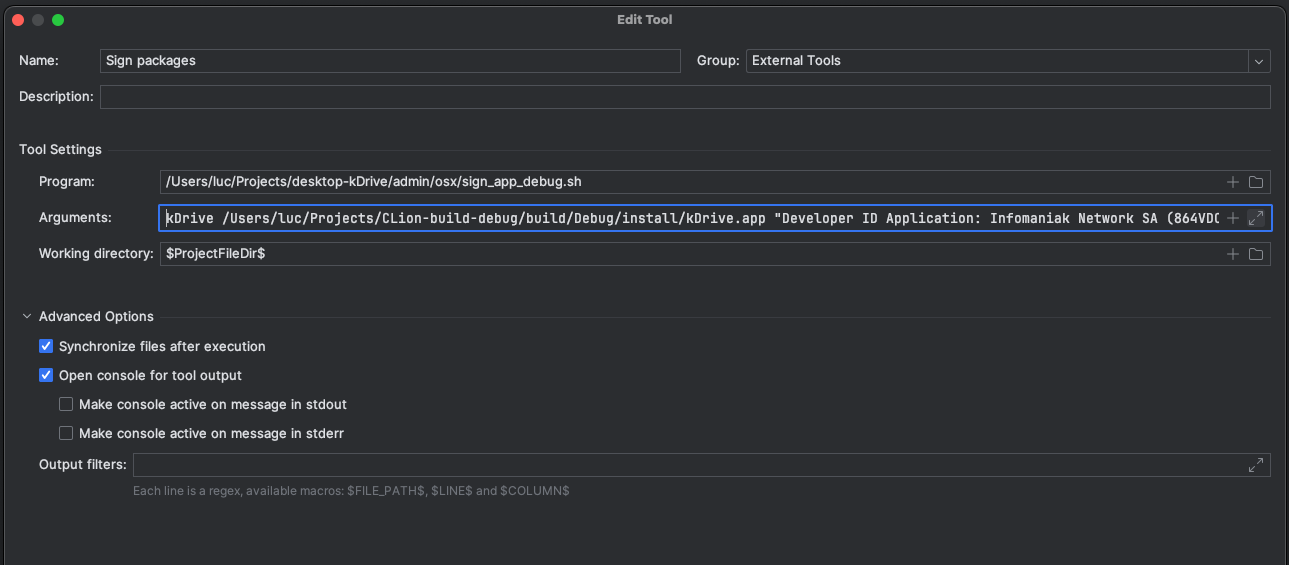 Edit Tool
Name: Sign packages Group: External Tools
Description:
Tool Settings
Program: /Users/luc/Projects/desktop-kDrive/admin/osx/sign_app_debug.sh
Arguments: kDrive /Users/luc/Projects/CLion-build-debug/build/Debug/install/kDrive.app "Developer ID Application: Infomaniak Network SA (864VDC
Working directory: $ProjectFileDir$
Advanced Options
Synchronize files after execution
Open console for tool output
Make console active on message in stdout
Make console active on message in stderr
Output filters:
Each line is a regex, available macros: $FILE_PATH$, $LINE$ and $COLUMN$